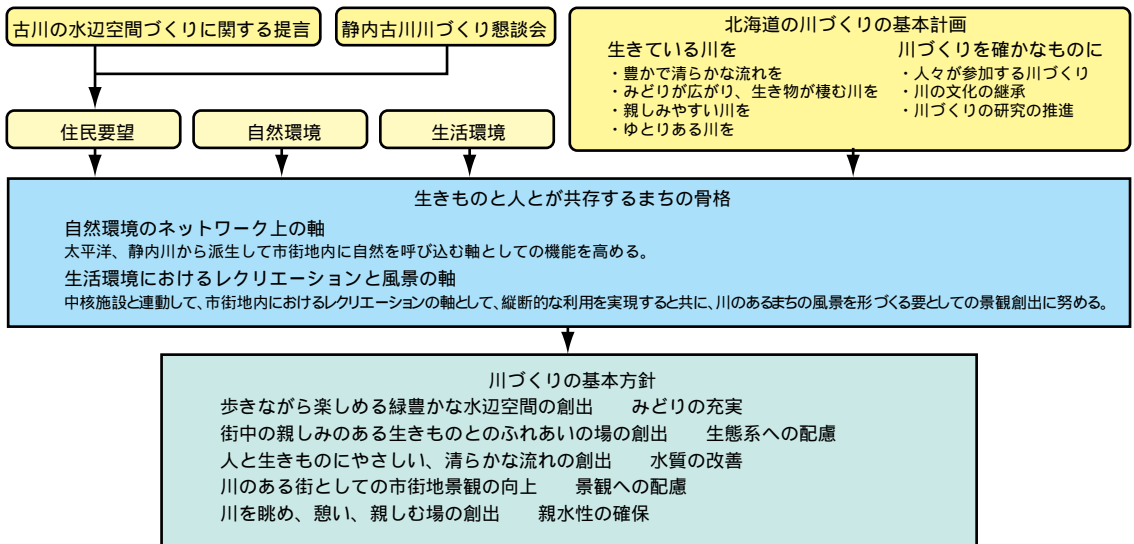 古川の水辺空間づくりに関する提言
静内古川川づくり懇談会
住民要望
自然環境
生活環境
北海道の川づくりの基本計画
生きている川を
・豊かで清らかな流れを
・みどりが広がり、生き物が棲む川を
・親しみやすい川を
・ゆとりある川を
川づくりを確かなものに
・人々が参加する川づくり
・川の文化の継承
・川づくりの研究の推進
生きものと人とが共存するまちの骨格
自然環境のネットワーク上の軸
太平洋、静内川から派生して市街地内に自然を呼び込む軸としての機能を高める。
生活環境におけるレクリエーションと風景の軸
中核施設と連動して、市街地内におけるレクリエーションの軸として、縦断的な利用を実現すると共に、川のあるまちの風景を形づくる要としての景観創出に努める。
川づくりの基本方針
歩きながら楽しめる緑豊かな水辺空間の創出　みどりの充実
街中の親しみのある生きものとのふれあいの場の創出　生態系への配慮
人と生きものにやさしい、清らかな流れの創出　水質の改善
川のある街としての市街地景観の向上　景観への配慮
川を眺め、憩い、親しむ場の創出　親水性の確保